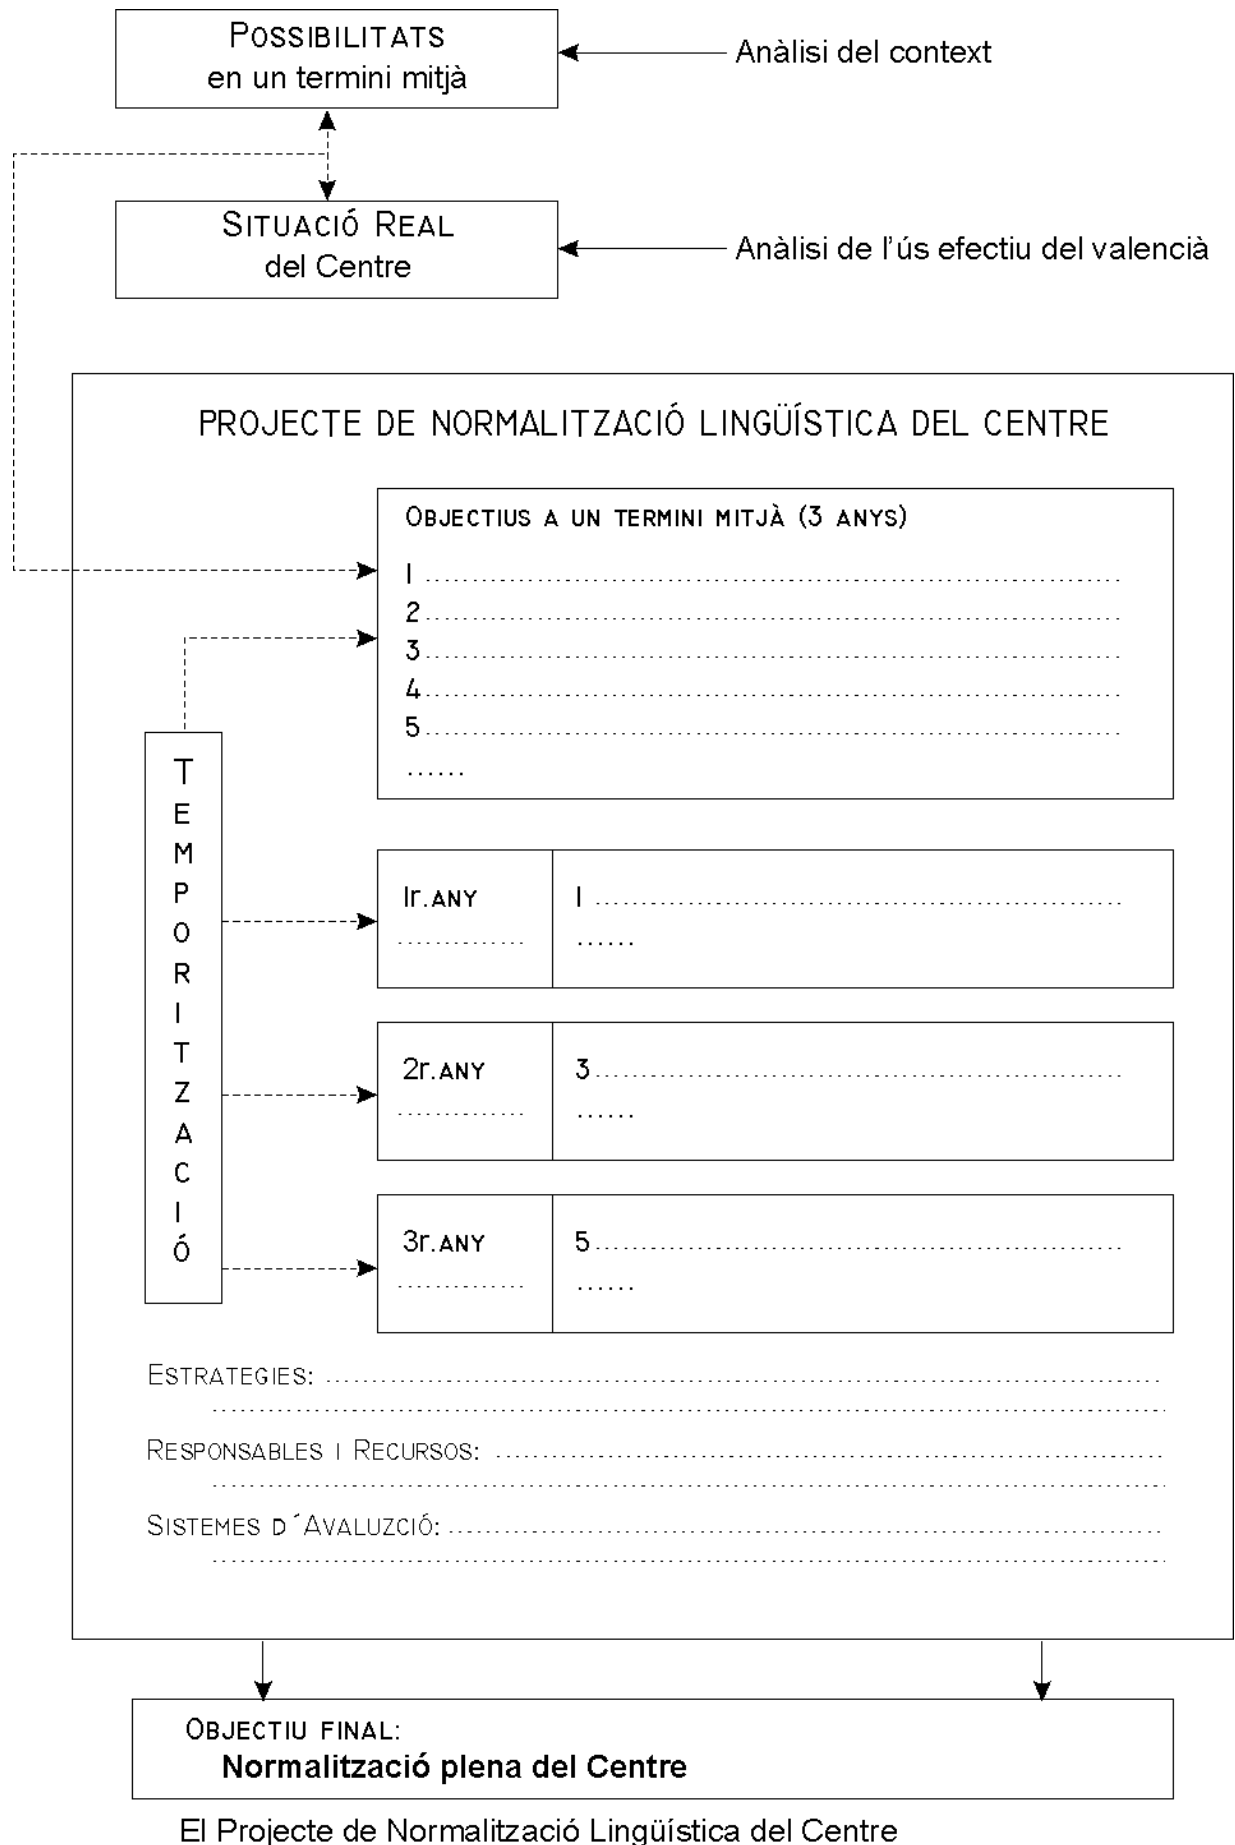 POSSIBILITATS
en un termini mitjà
Anàlisi del context
SITUACIÓ REAL
del Centre
Anàlisi de l'ús efectiu del valencià
PROJECTE DE NORMALITZACIÓ LINGÜÍSTICA DEL CENTRE
OBJECTIUS A UN TERMINI MITJÀ (3 ANYS)
1 ........................................................
2 ........................................................
3 ........................................................
4 ........................................................
5 ........................................................
......
TEMPORITZACIÓ
1r.ANY
.............
1 ........................................................
......
2r.ANY
.............
3 ........................................................
......
3r.ANY
.............
5 ........................................................
......
ESTRATEGIES: ........................................................
........................................................
RESPONSABLES I RECURSOS: ........................................................
........................................................
SISTEMES D´AVALUZCIÓ: ........................................................
........................................................
OBJECTIU FINAL:
Normalització plena del Centre
El Projecte de Normalització Lingüística del Centre